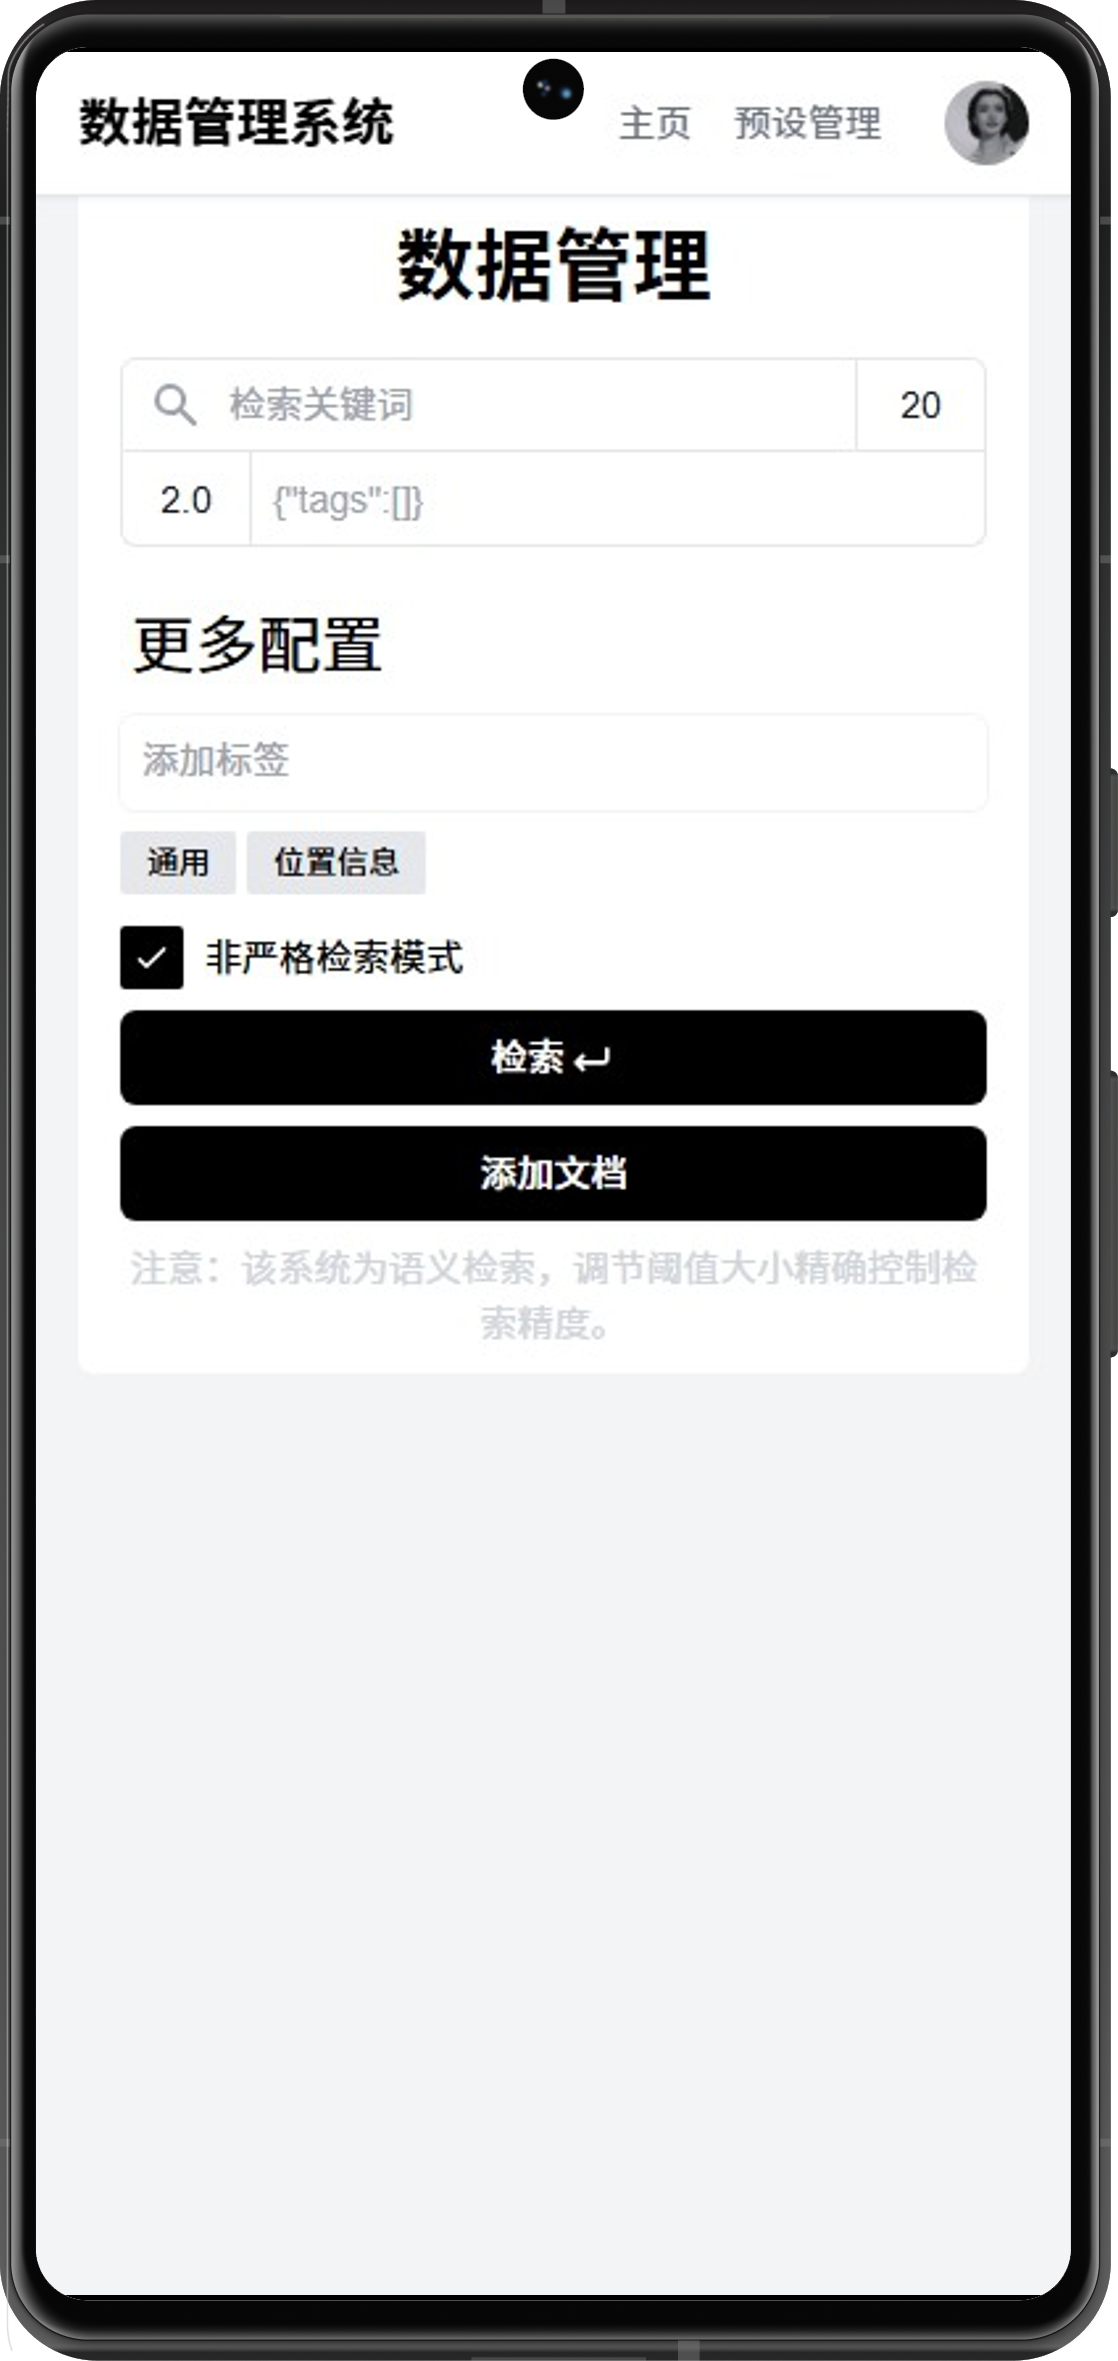 数据管理系统 主页 预设管理
数据管理
检索关键词 20
2.0 {"tags":[]}
更多配置
添加标签
通用 位置信息
非严格检索模式
检索
添加文档
注意：该系统为语义检索，调节阈值大小精确控制检
索精度。